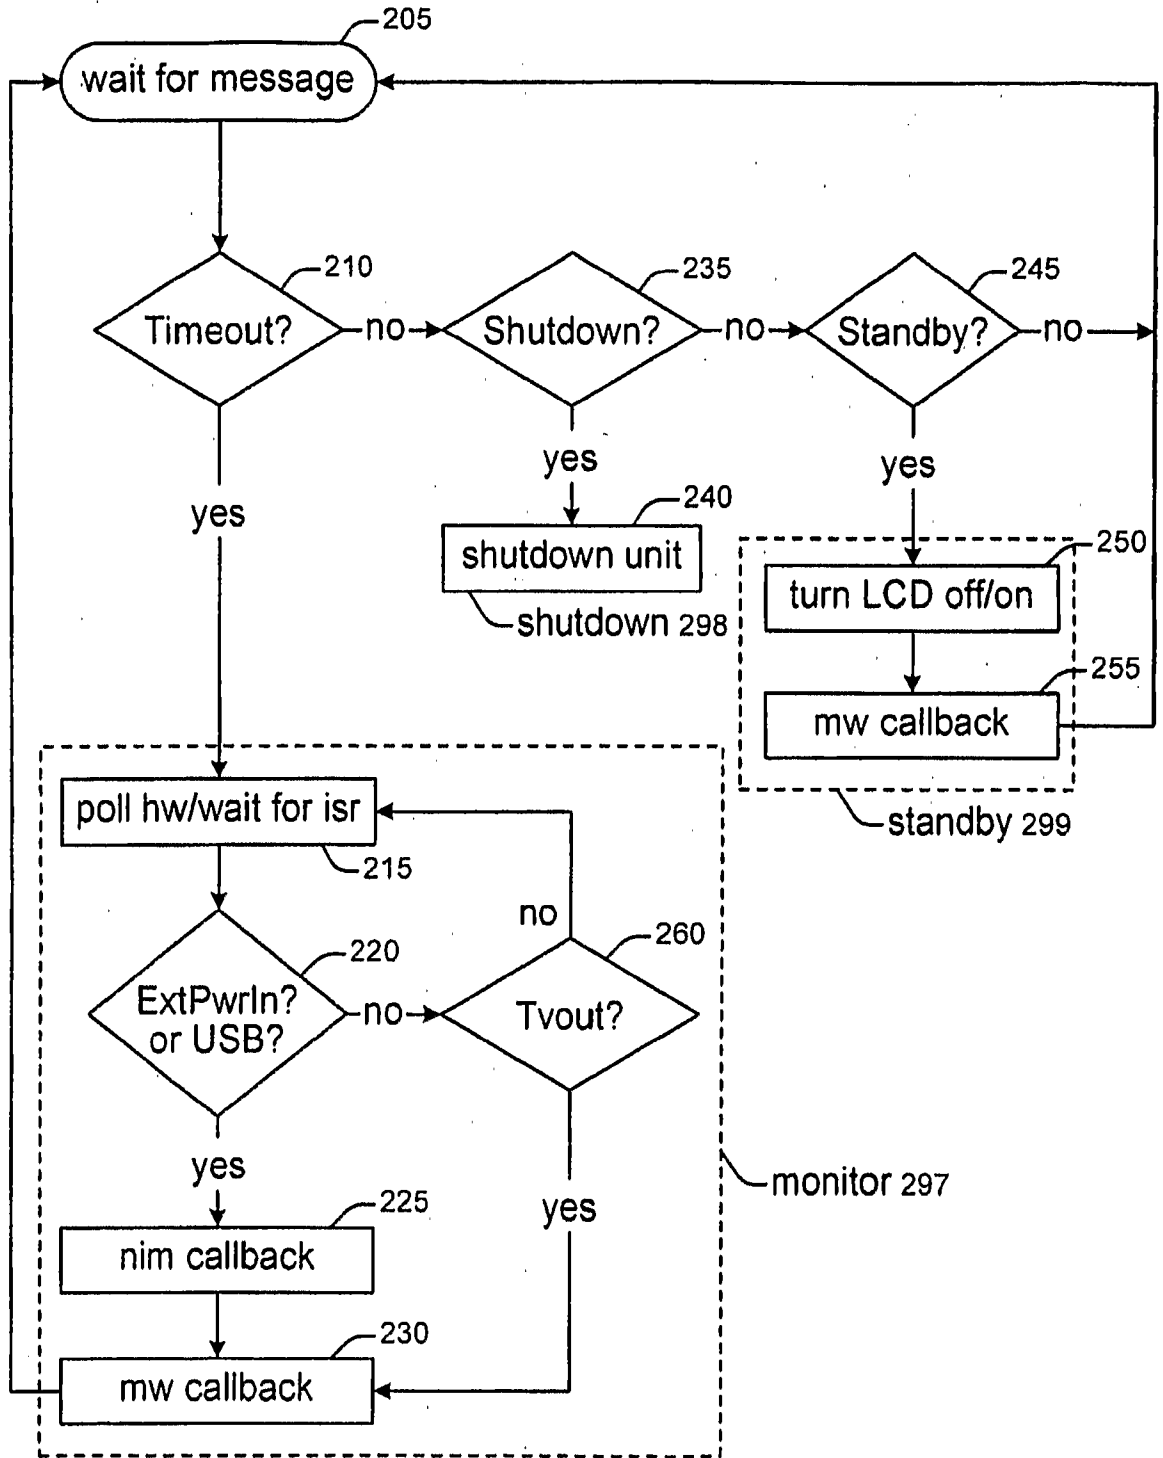 205
wait for message
210
Timeout?
no
235
Shutdown?
no
245
Standby?
no
yes
yes
yes
240
shutdown unit
shutdown 298
250
turn LCD off/on
255
mw callback
standby 299
poll hw/wait for isr
215
220
ExtPwrIn?
or USB?
no
no
260
Tvout?
yes
yes
monitor 297
225
nim callback
230
mw callback